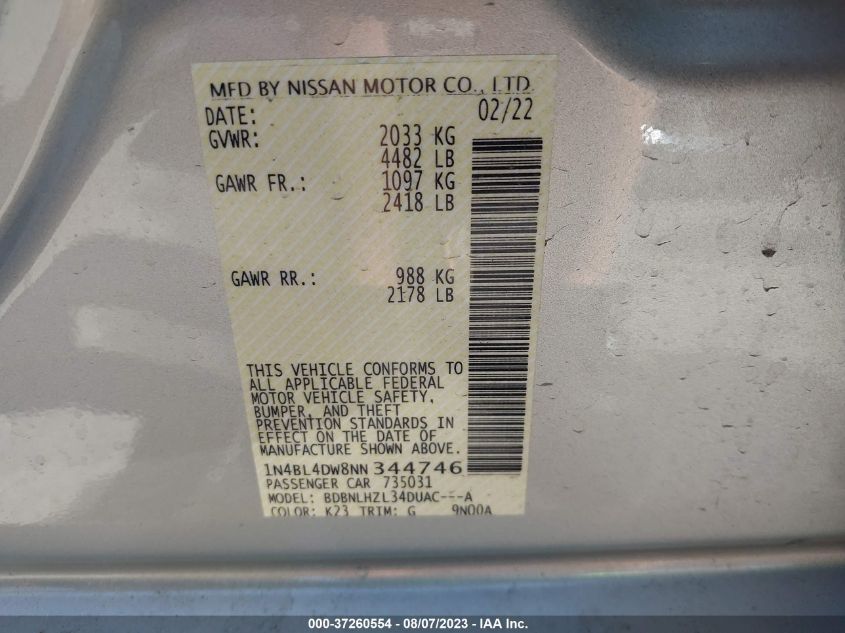 MFD BY NISSAN MOTOR CO., LTD.
DATE: 02/22
GVWR: 2033 KG
4482 LB
GAWR FR.: 1097 KG
2418 LB
GAWR RR.: 988 KG
2178 LB
THIS VEHICLE CONFORMS TO
ALL APPLICABLE FEDERAL
MOTOR VEHICLE SAFETY,
BUMPER, AND THEFT
PREVENTION STANDARDS IN
EFFECT ON THE DATE OF
MANUFACTURE SHOWN ABOVE.
1N4BL4DW8NN344746
PASSENGER CAR 735031
MODEL: BDBNLHZL34DUAC---A
COLOR: K23 TRIM: G 9N00A
000-37260554 — 08/07/2023 — IAA Inc.